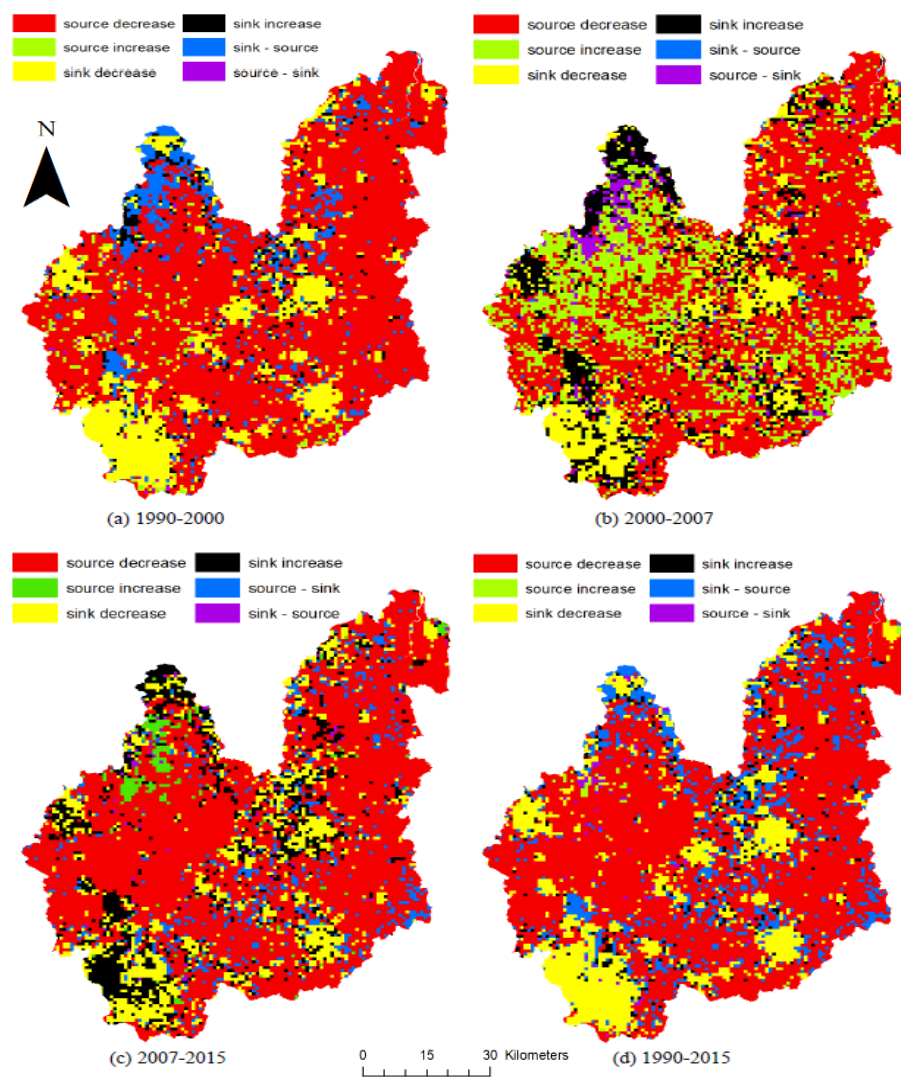 source decrease sink increase
source increase sink - source
sink decrease source - sink
source decrease sink increase
source increase sink - source
sink decrease source - sink
N
(a) 1990-2000
(b) 2000-2007
source decrease sink increase
source increase source - sink
sink decrease sink - source
source decrease sink increase
source increase sink - source
sink decrease source - sink
(c) 2007-2015
0 15 30 Kilometers
(d) 1990-2015